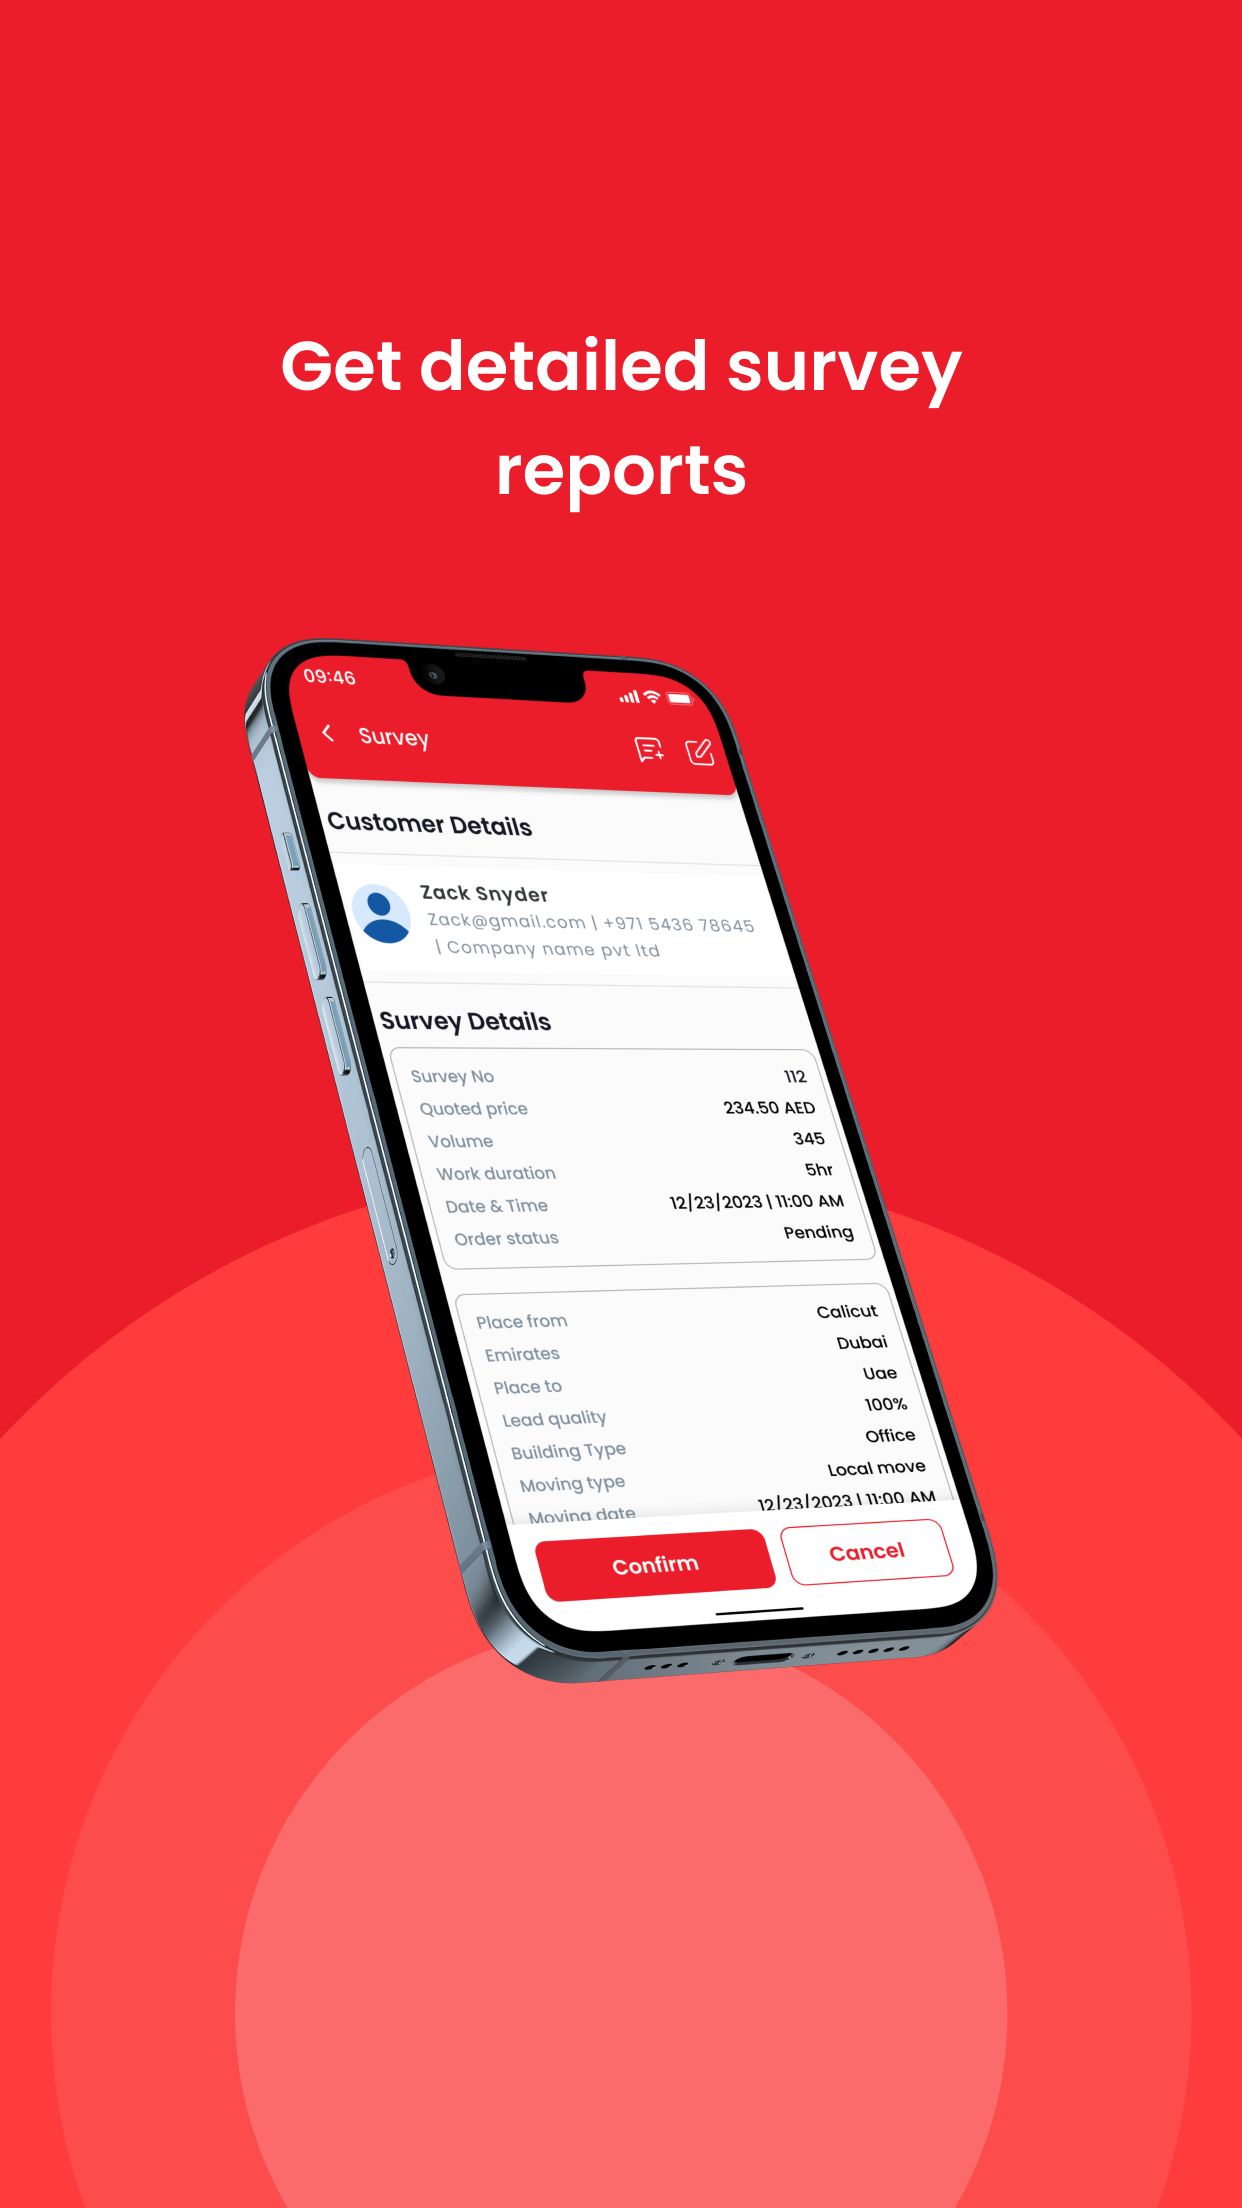 Get detailed survey
reports
09:46
Survey
Customer Details
Zack Snyder
Zack@gmail.com | +971 5436 78645
| Company name pvt ltd
Survey Details
Survey No 112
Quoted price 234.50 AED
Volume 345
Work duration 5hr
Date & Time 12/23/2023 | 11:00 AM
Order status Pending
Place from Calicut
Emirates Dubai
Place to Uae
Lead quality 100%
Building Type Office
Moving type Local move
Moving date 12/23/2023 | 11:00 AM
Confirm Cancel